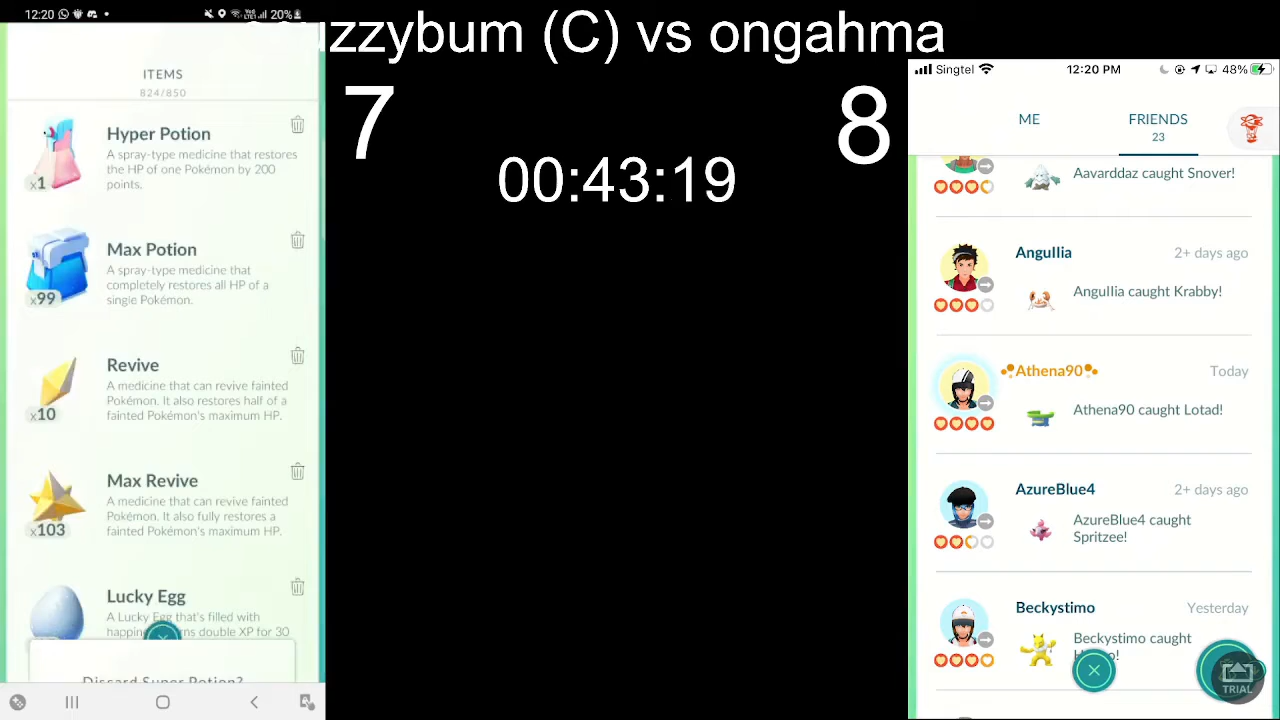 12:20
20%
zzybum (C) vs ongahma
7
8
00:43:19
ITEMS
824/850
Hyper Potion
A spray-type medicine that restores
the HP of one Pokémon by 200
points.
x1
Max Potion
A spray-type medicine that
completely restores all HP of a
single Pokémon.
x99
Revive
A medicine that can revive fainted
Pokémon. It also restores half of a
fainted Pokémon's maximum HP.
x10
Max Revive
A medicine that can revive fainted
Pokémon. It also fully restores a
fainted Pokémon's maximum HP.
x103
Lucky Egg
A Lucky Egg that's filled with
double XP for 30
Discard Super Potion?
Singtel
12:20 PM
48%
ME
FRIENDS
23
Aavarddaz caught Snover!
Angullia
2+ days ago
Angullia caught Krabby!
Athena90
Today
Athena90 caught Lotad!
AzureBlue4
2+ days ago
AzureBlue4 caught
Spritzee!
Beckystimo
Yesterday
Beckystimo caught
TRIAL